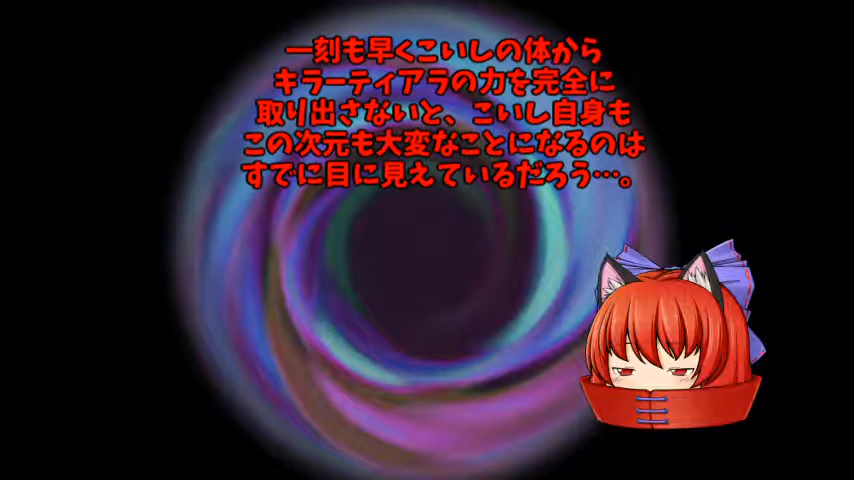 一刻も早くこいしの体から
キラーティアラの力を完全に
取り出さないと、こいし自身も
この次元も大変なことになるのは
すでに目に見えているだろう…。